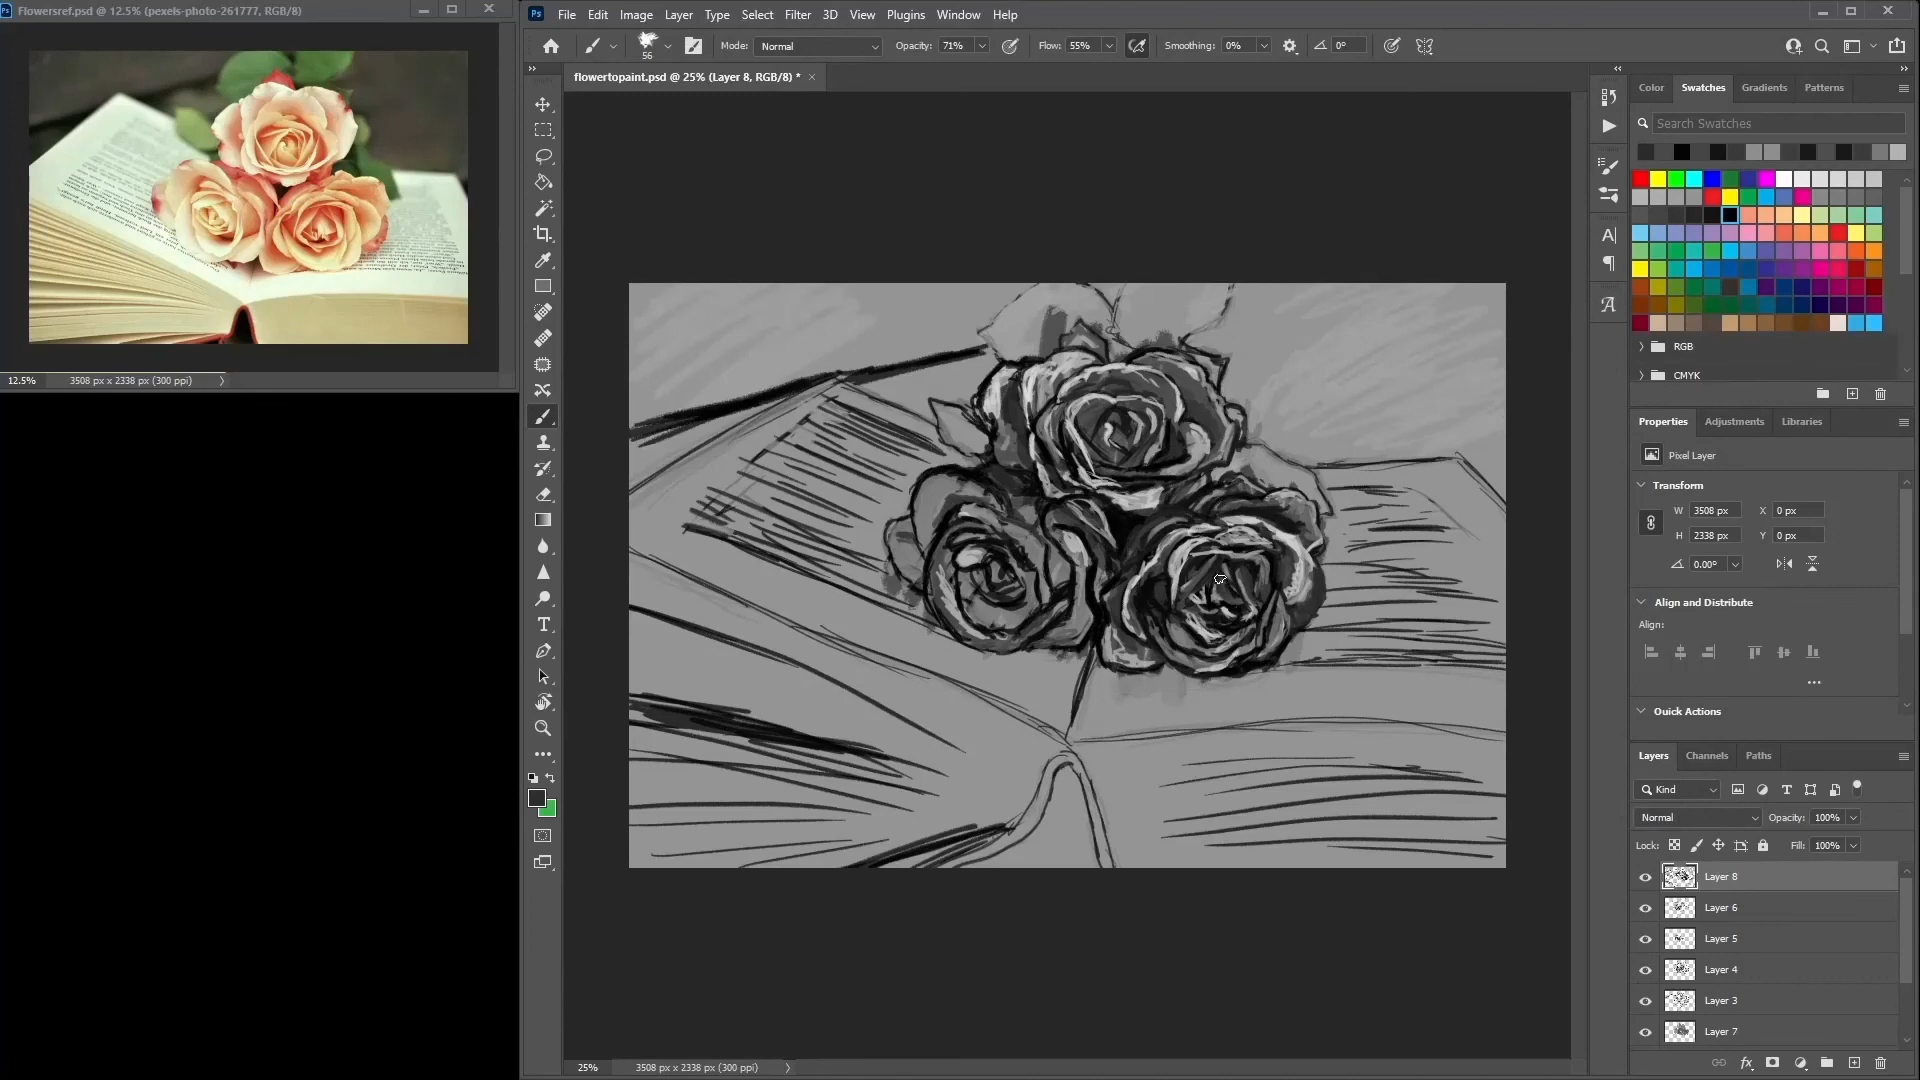 Flowersref.psd @ 12.5% (pexels-photo-261777, RGB/8)
12.5%
3508 px x 2338 px (300 ppi)
Ps
File
Edit
Image
Layer
Type
Select
Filter
3D
View
Plugins
Window
Help
56
Mode:
Normal
Opacity:
71%
Flow:
55%
Smoothing:
0%
0°
flowertopaint.psd @ 25% (Layer 8, RGB/8) *
25%
3508 px x 2338 px (300 ppi)
Color
Swatches
Gradients
Patterns
Search Swatches
RGB
CMYK
Properties
Adjustments
Libraries
Pixel Layer
Transform
W
3508 px
X
0 px
H
2338 px
Y
0 px
0.00°
Align and Distribute
Align:
Quick Actions
Layers
Channels
Paths
Kind
Normal
Opacity:
100%
Lock:
Fill:
100%
Layer 8
Layer 6
Layer 5
Layer 4
Layer 3
Layer 7
fx